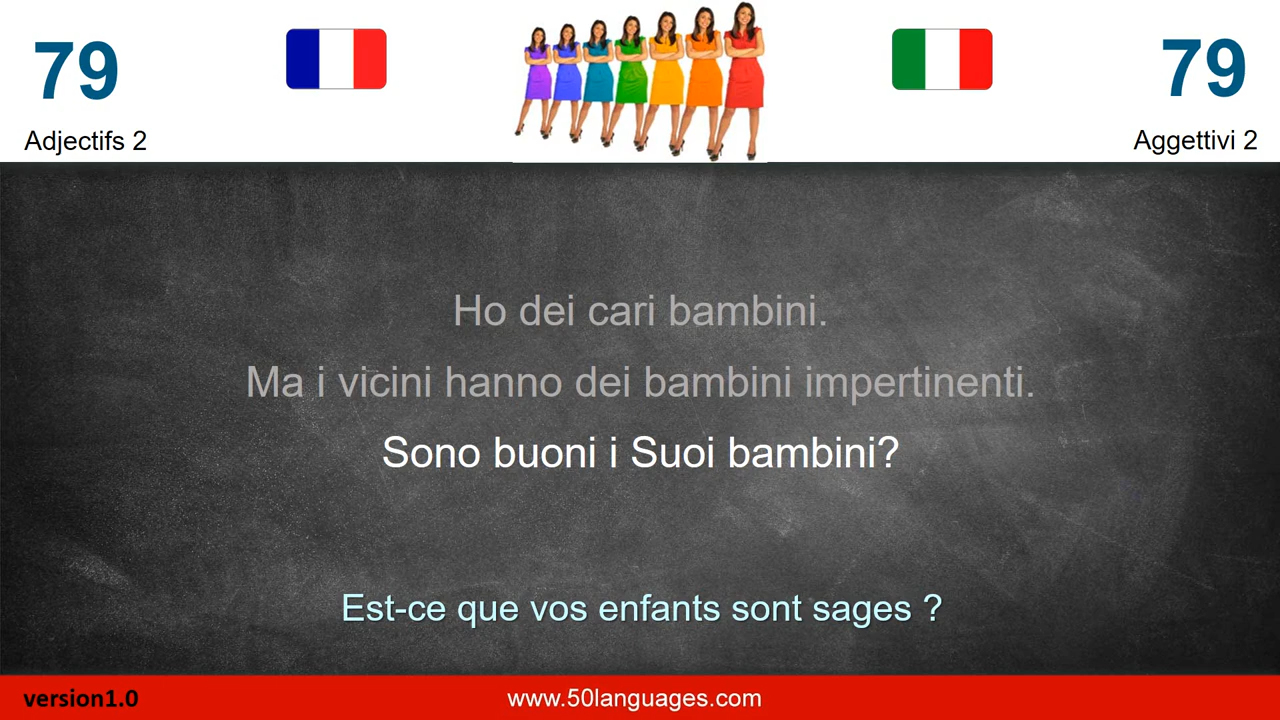 79
79
Adjectifs 2
Aggettivi 2
Ho dei cari bambini.
Ma i vicini hanno dei bambini impertinenti.
Sono buoni i Suoi bambini?
Est-ce que vos enfants sont sages ?
version1.0
www.50languages.com